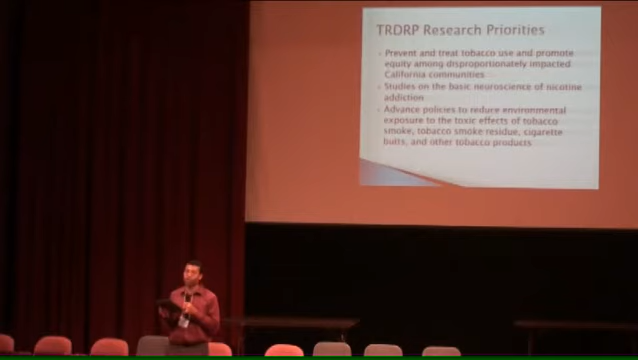 TRDRP Research Priorities
Prevent and treat tobacco use and promote
equity among disproportionately impacted
California communities
Studies on the basic neuroscience of nicotine
addiction
Advance policies to reduce environmental
exposure to the toxic effects of tobacco
smoke, tobacco smoke residue, cigarette
butts, and other tobacco products